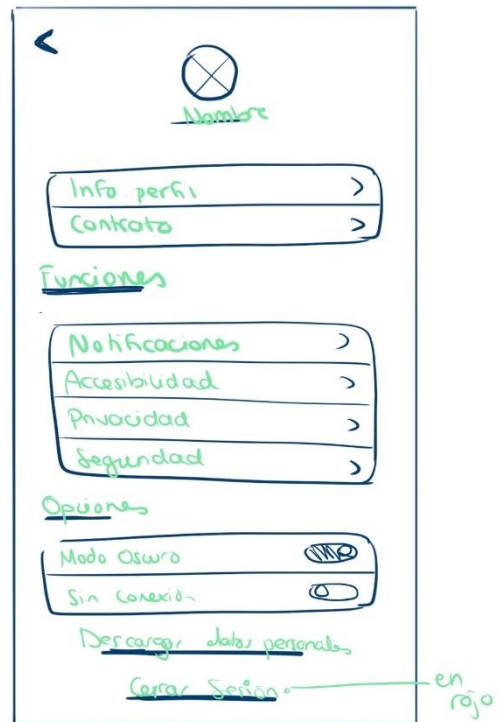 Nombre
Info. perfil
Contrato
Funciones
Notificaciones
Accesibilidad
Privacidad
Seguridad
Opciones
Modo Oscuro
Sin Conexión
Descargar datos personales
Cerrar Sesión
en rojo